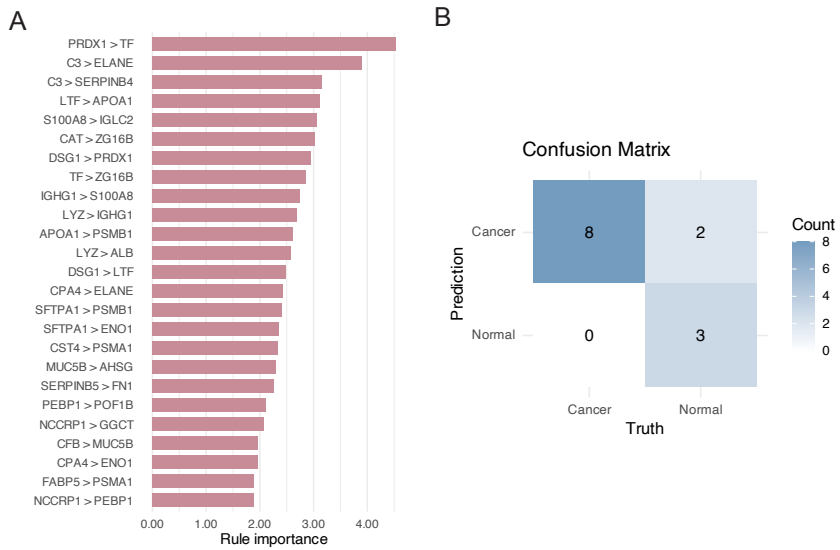 A
PRDX1 > TF
C3 > ELANE
C3 > SERPINB4
LTF > APOA1
S100A8 > IGLC2
CAT > ZG16B
DSG1 > PRDX1
TF > ZG16B
IGHG1 > S100A8
LYZ > IGHG1
APOA1 > PSMB1
LYZ > ALB
DSG1 > LTF
CPA4 > ELANE
SFTPA1 > PSMB1
SFTPA1 > ENO1
CST4 > PSMA1
MUC5B > AHSG
SERPINB5 > FN1
PEBP1 > POF1B
NCCRP1 > GGCT
CFB > MUC5B
CPA4 > ENO1
FABP5 > PSMA1
NCCRP1 > PEBP1
0.00 1.00 2.00 3.00 4.00
Rule importance
B
Confusion Matrix
Prediction
Cancer 8 2
Normal 0 3
Cancer Normal
Truth
Count
8
6
4
2
0